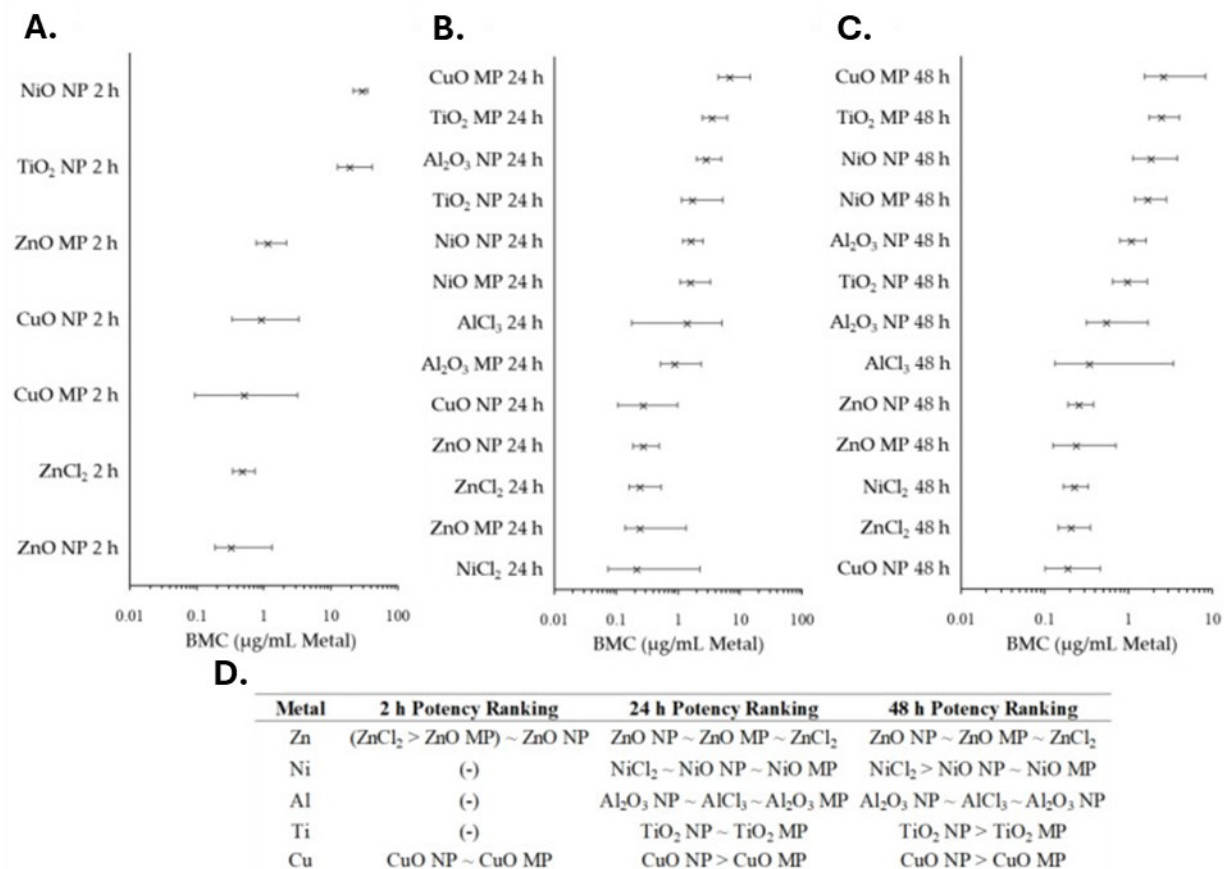 A.
NiO NP 2 h
TiO₂ NP 2 h
ZnO MP 2 h
CuO NP 2 h
CuO MP 2 h
ZnCl₂ 2 h
ZnO NP 2 h
0.01 0.1 1 10 100
BMC (µg/mL Metal)
B.
CuO MP 24 h
TiO₂ MP 24 h
Al₂O₃ NP 24 h
TiO₂ NP 24 h
NiO NP 24 h
NiO MP 24 h
AlCl₃ 24 h
Al₂O₃ MP 24 h
CuO NP 24 h
ZnO NP 24 h
ZnCl₂ 24 h
ZnO MP 24 h
NiCl₂ 24 h
0.01 0.1 1 10 100
BMC (µg/mL Metal)
C.
CuO MP 48 h
TiO₂ MP 48 h
NiO NP 48 h
NiO MP 48 h
Al₂O₃ NP 48 h
TiO₂ NP 48 h
Al₂O₃ NP 48 h
AlCl₃ 48 h
ZnO NP 48 h
ZnO MP 48 h
NiCl₂ 48 h
ZnCl₂ 48 h
CuO NP 48 h
0.01 0.1 1 10
BMC (µg/mL Metal)
D.
Metal 2 h Potency Ranking 24 h Potency Ranking 48 h Potency Ranking
Zn (ZnCl₂ > ZnO MP) ~ ZnO NP ZnO NP ~ ZnO MP ~ ZnCl₂ ZnO NP ~ ZnO MP ~ ZnCl₂
Ni (-) NiCl₂ ~ NiO NP ~ NiO MP NiCl₂ > NiO NP ~ NiO MP
Al (-) Al₂O₃ NP ~ AlCl₃ ~ Al₂O₃ MP Al₂O₃ NP ~ AlCl₃ ~ Al₂O₃ NP
Ti (-) TiO₂ NP ~ TiO₂ MP TiO₂ NP > TiO₂ MP
Cu CuO NP ~ CuO MP CuO NP > CuO MP CuO NP > CuO MP